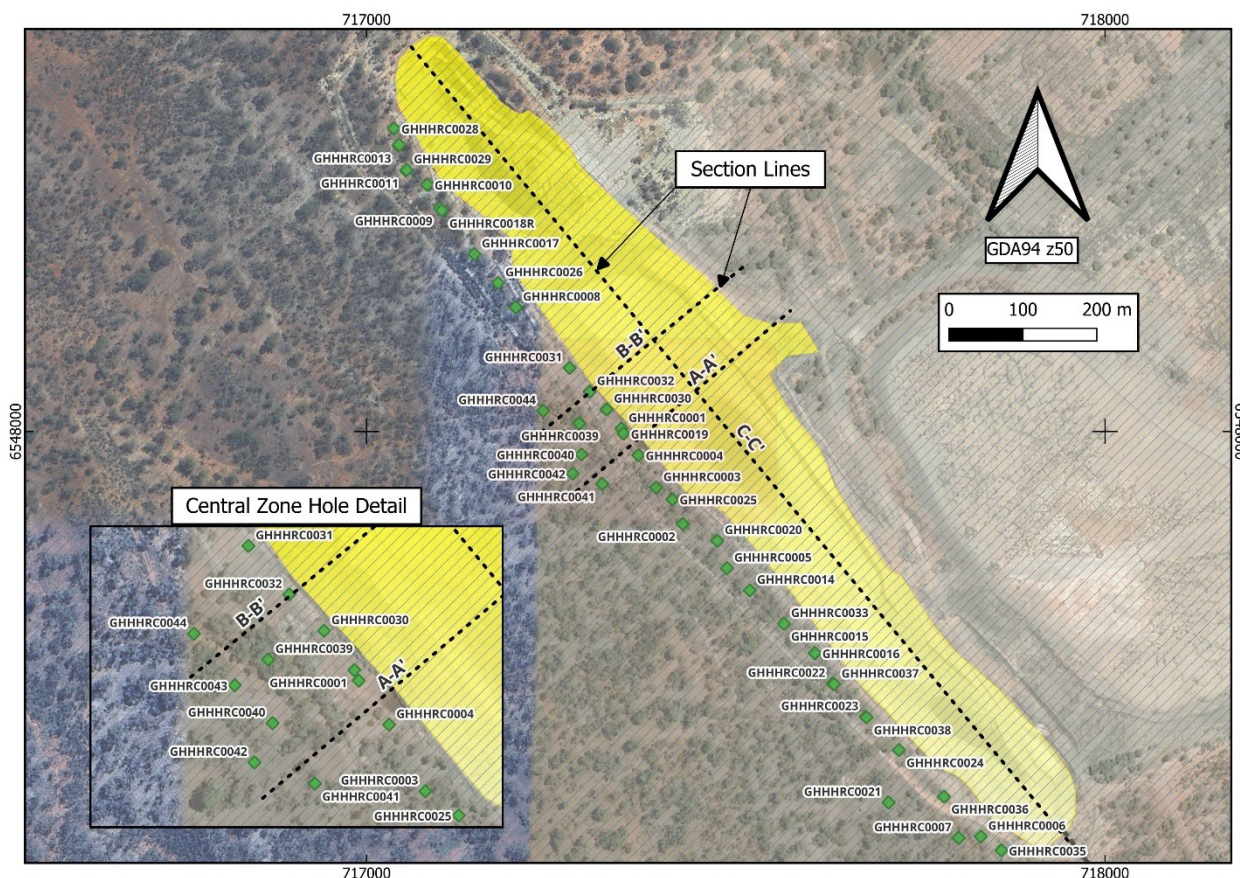 717000
718000
GHHHRC0028
GHHHRC0013
GHHHRC0029
GHHHRC0011
GHHHRC0010
GHHHRC0009
GHHHRC0018R
GHHHRC0017
GHHHRC0026
GHHHRC0008
Section Lines
GDA94 z50
0 100 200 m
6548000
6548000
GHHHRC0031
B-B'
GHHHRC0032
A-A'
GHHHRC0044
GHHHRC0030
GHHHRC0001
GHHHRC0039
GHHHRC0019
C-C'
GHHHRC0040
GHHHRC0004
GHHHRC0042
GHHHRC0003
GHHHRC0041
GHHHRC0025
GHHHRC0002
GHHHRC0020
GHHHRC0005
GHHHRC0014
GHHHRC0033
GHHHRC0015
GHHHRC0016
GHHHRC0022
GHHHRC0037
GHHHRC0023
GHHHRC0038
GHHHRC0024
GHHHRC0021
GHHHRC0036
GHHHRC0007
GHHHRC0006
GHHHRC0035
Central Zone Hole Detail
GHHHRC0031
GHHHRC0032
B-B'
GHHHRC0044
GHHHRC0030
GHHHRC0039
GHHHRC0001
A-A'
GHHHRC0043
GHHHRC0040
GHHHRC0004
GHHHRC0042
GHHHRC0003
GHHHRC0041
GHHHRC0025
717000
718000